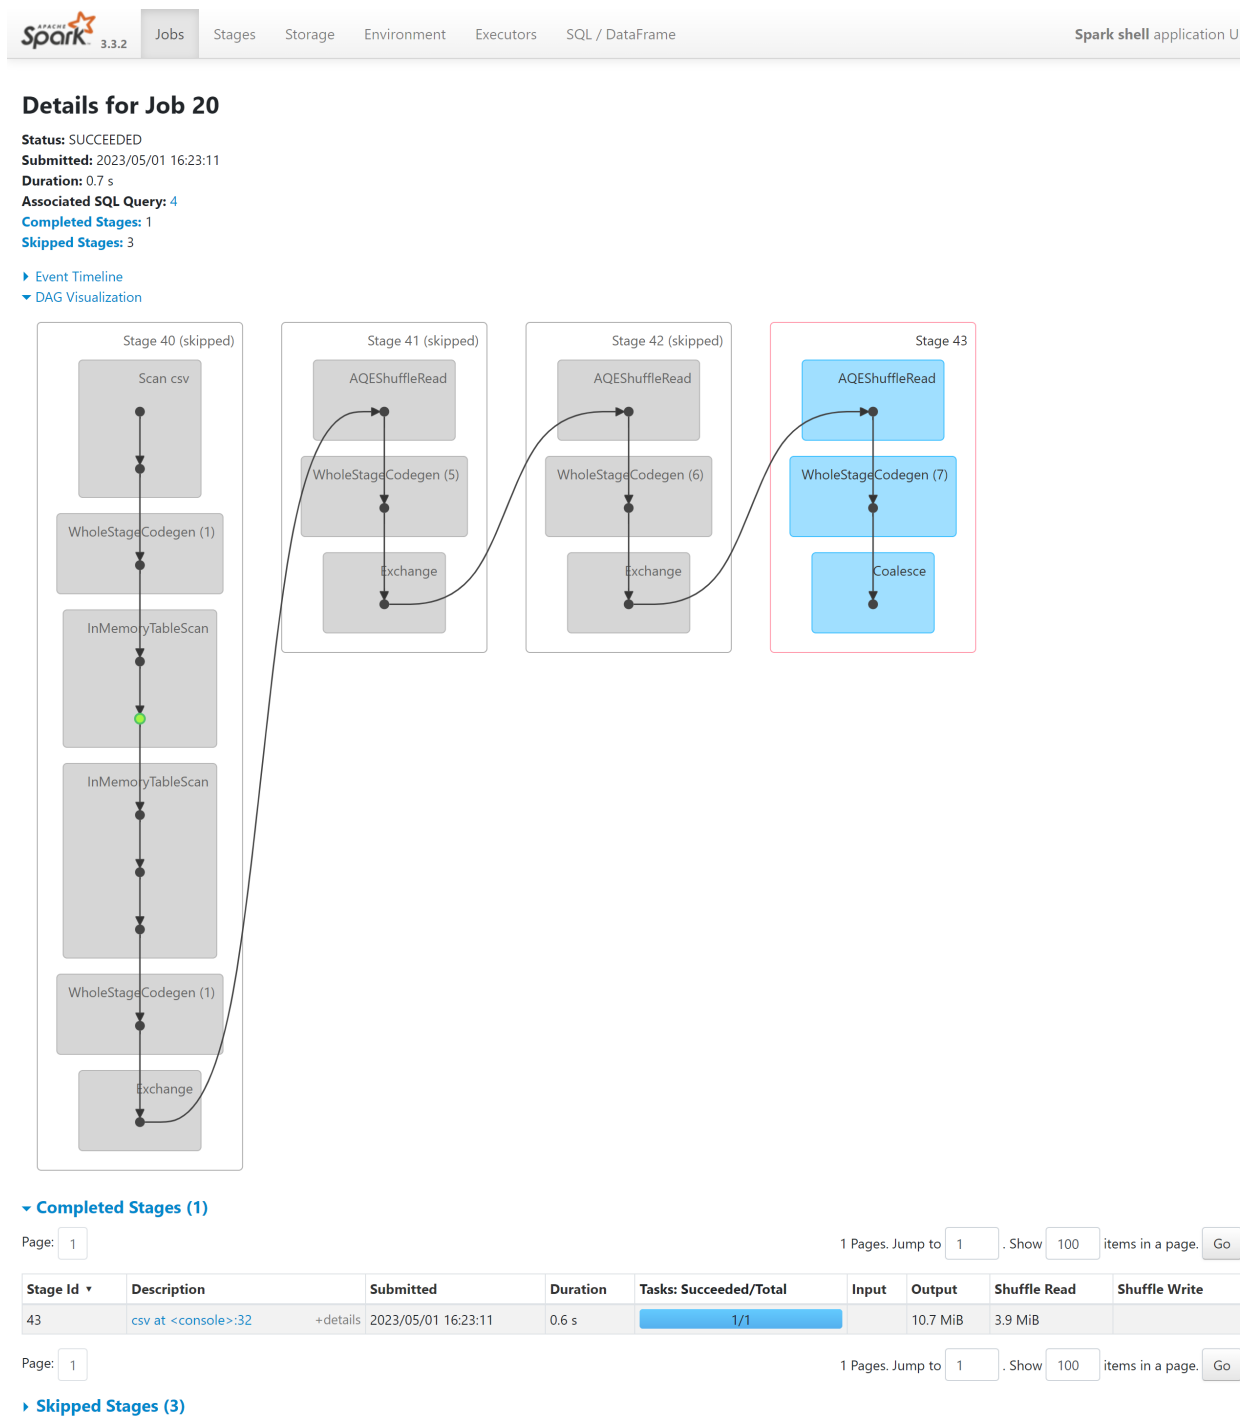 APACHE
Spark 3.3.2 Jobs Stages Storage Environment Executors SQL / DataFrame Spark shell application U
Details for Job 20
Status: SUCCEEDED
Submitted: 2023/05/01 16:23:11
Duration: 0.7 s
Associated SQL Query: 4
Completed Stages: 1
Skipped Stages: 3
Event Timeline
DAG Visualization
Stage 40 (skipped)
Scan csv
WholeStageCodegen (1)
InMemoryTableScan
InMemoryTableScan
WholeStageCodegen (1)
Exchange
Stage 41 (skipped)
AQEShuffleRead
WholeStageCodegen (5)
Exchange
Stage 42 (skipped)
AQEShuffleRead
WholeStageCodegen (6)
Exchange
Stage 43
AQEShuffleRead
WholeStageCodegen (7)
Coalesce
Completed Stages (1)
Page: 1 1 Pages. Jump to 1 . Show 100 items in a page. Go
Stage Id ▾ Description Submitted Duration Tasks: Succeeded/Total Input Output Shuffle Read Shuffle Write
43 csv at <console>:32 +details 2023/05/01 16:23:11 0.6 s 1/1 10.7 MiB 3.9 MiB
Page: 1 1 Pages. Jump to 1 . Show 100 items in a page. Go
Skipped Stages (3)